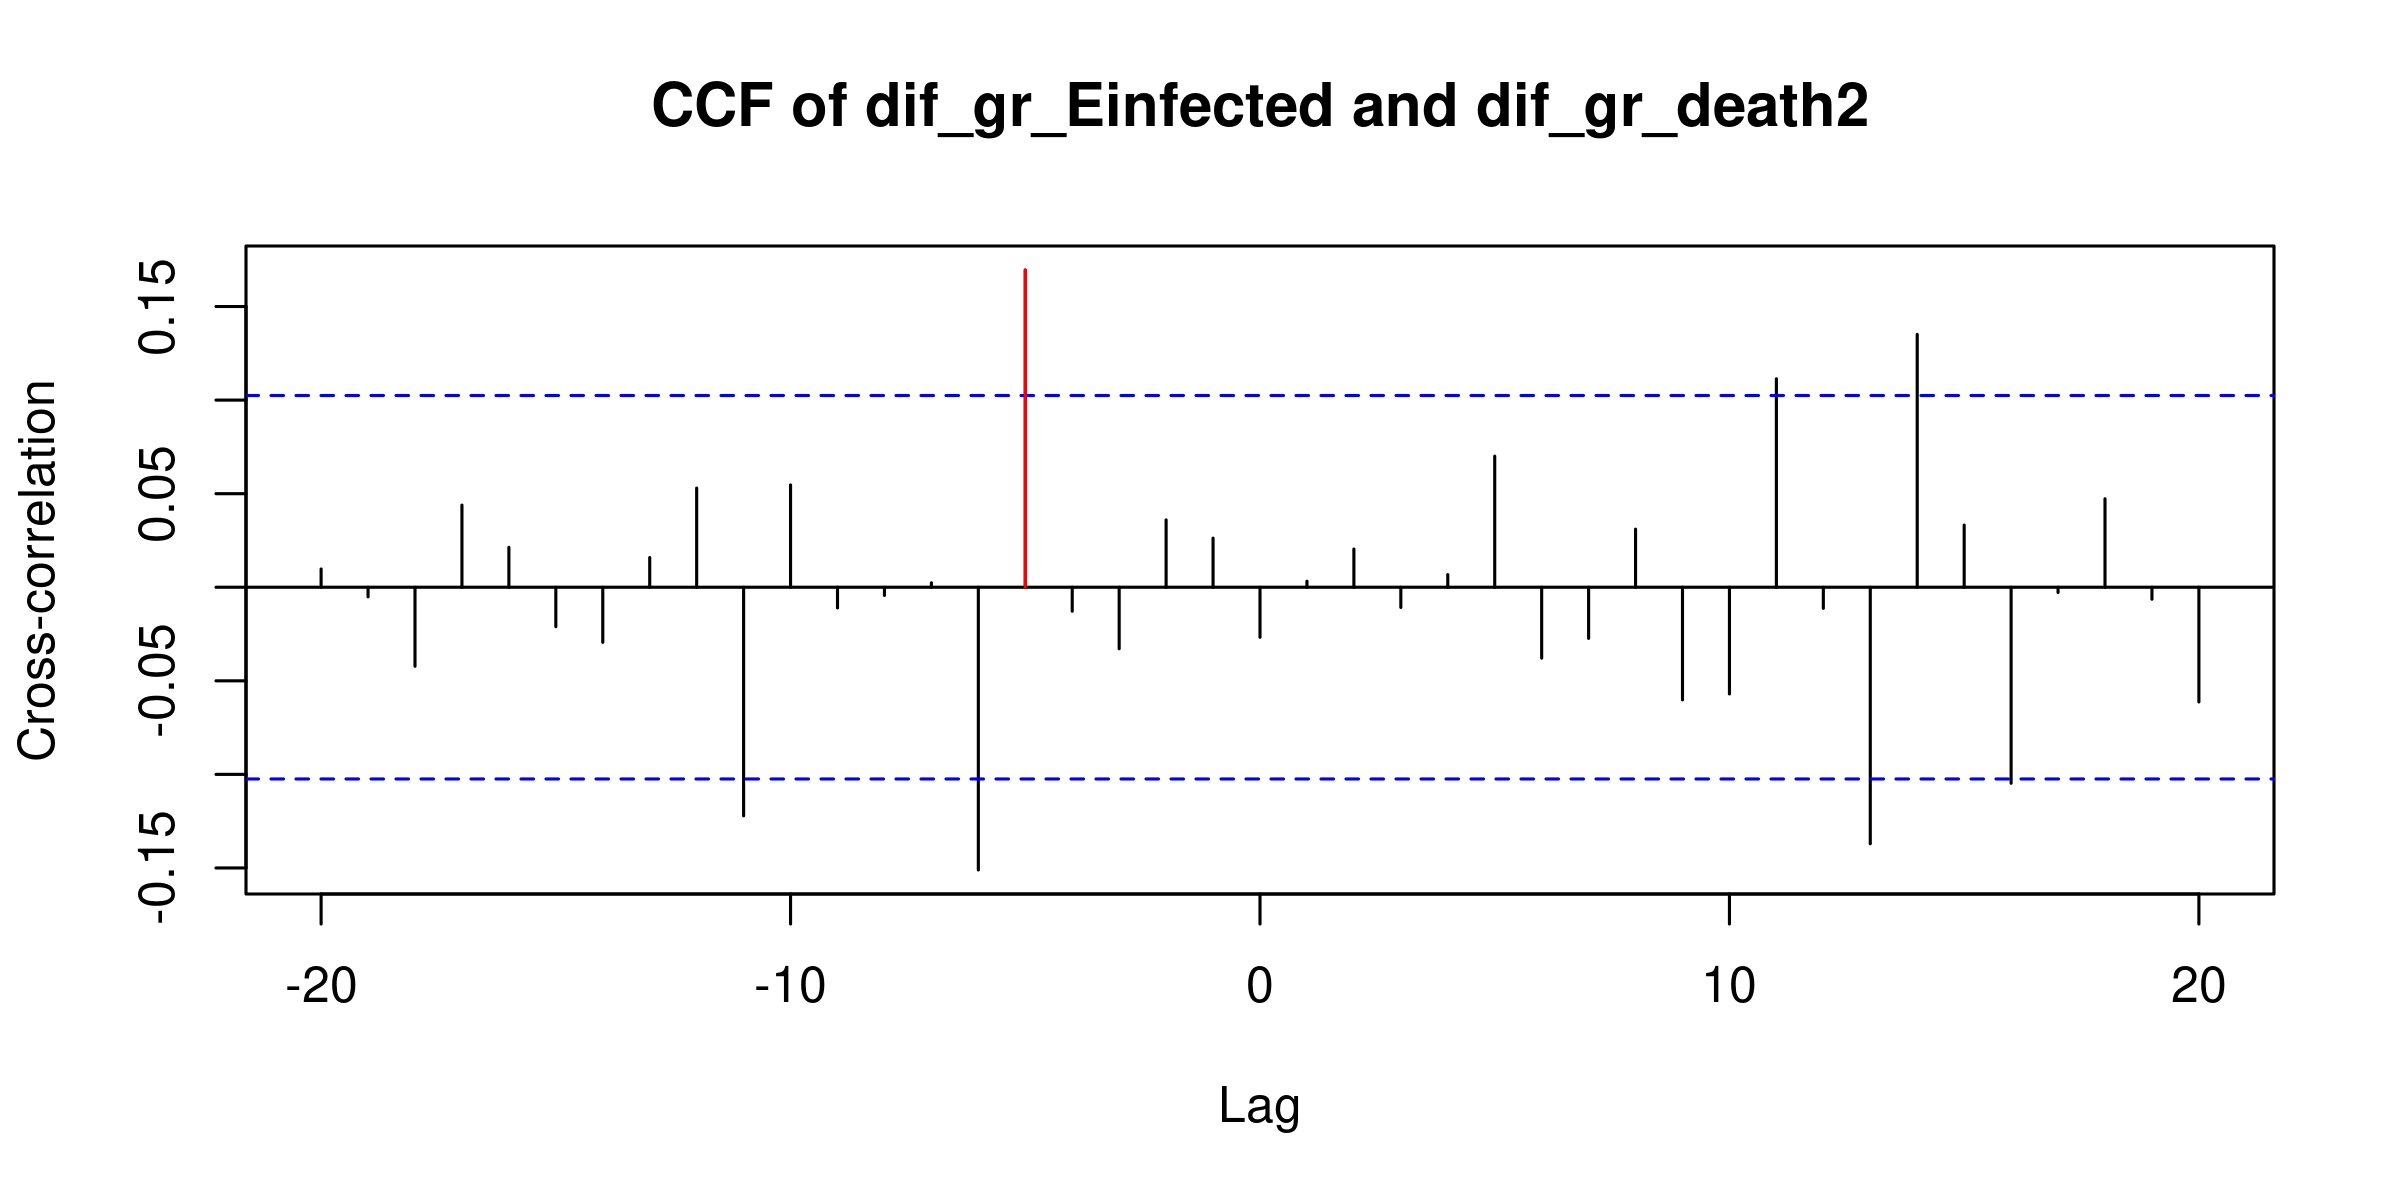 CCF of dif_gr_Einfected and dif_gr_death2
Cross-correlation
0.15
0.05
-0.05
-0.15
-20 -10 0 10 20
Lag